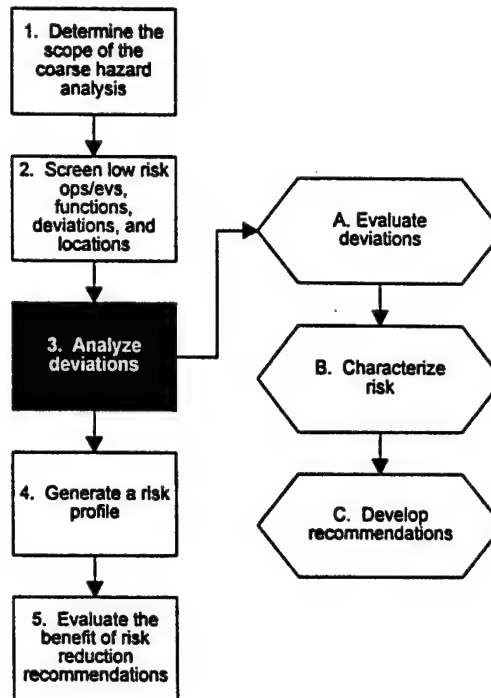 1. Determine the
scope of the
coarse hazard
analysis
2. Screen low risk
ops/evs,
functions,
deviations, and
locations
3. Analyze
deviations
4. Generate a risk
profile
5. Evaluate the
benefit of risk
reduction
recommendations
A. Evaluate
deviations
B. Characterize
risk
C. Develop
recommendations